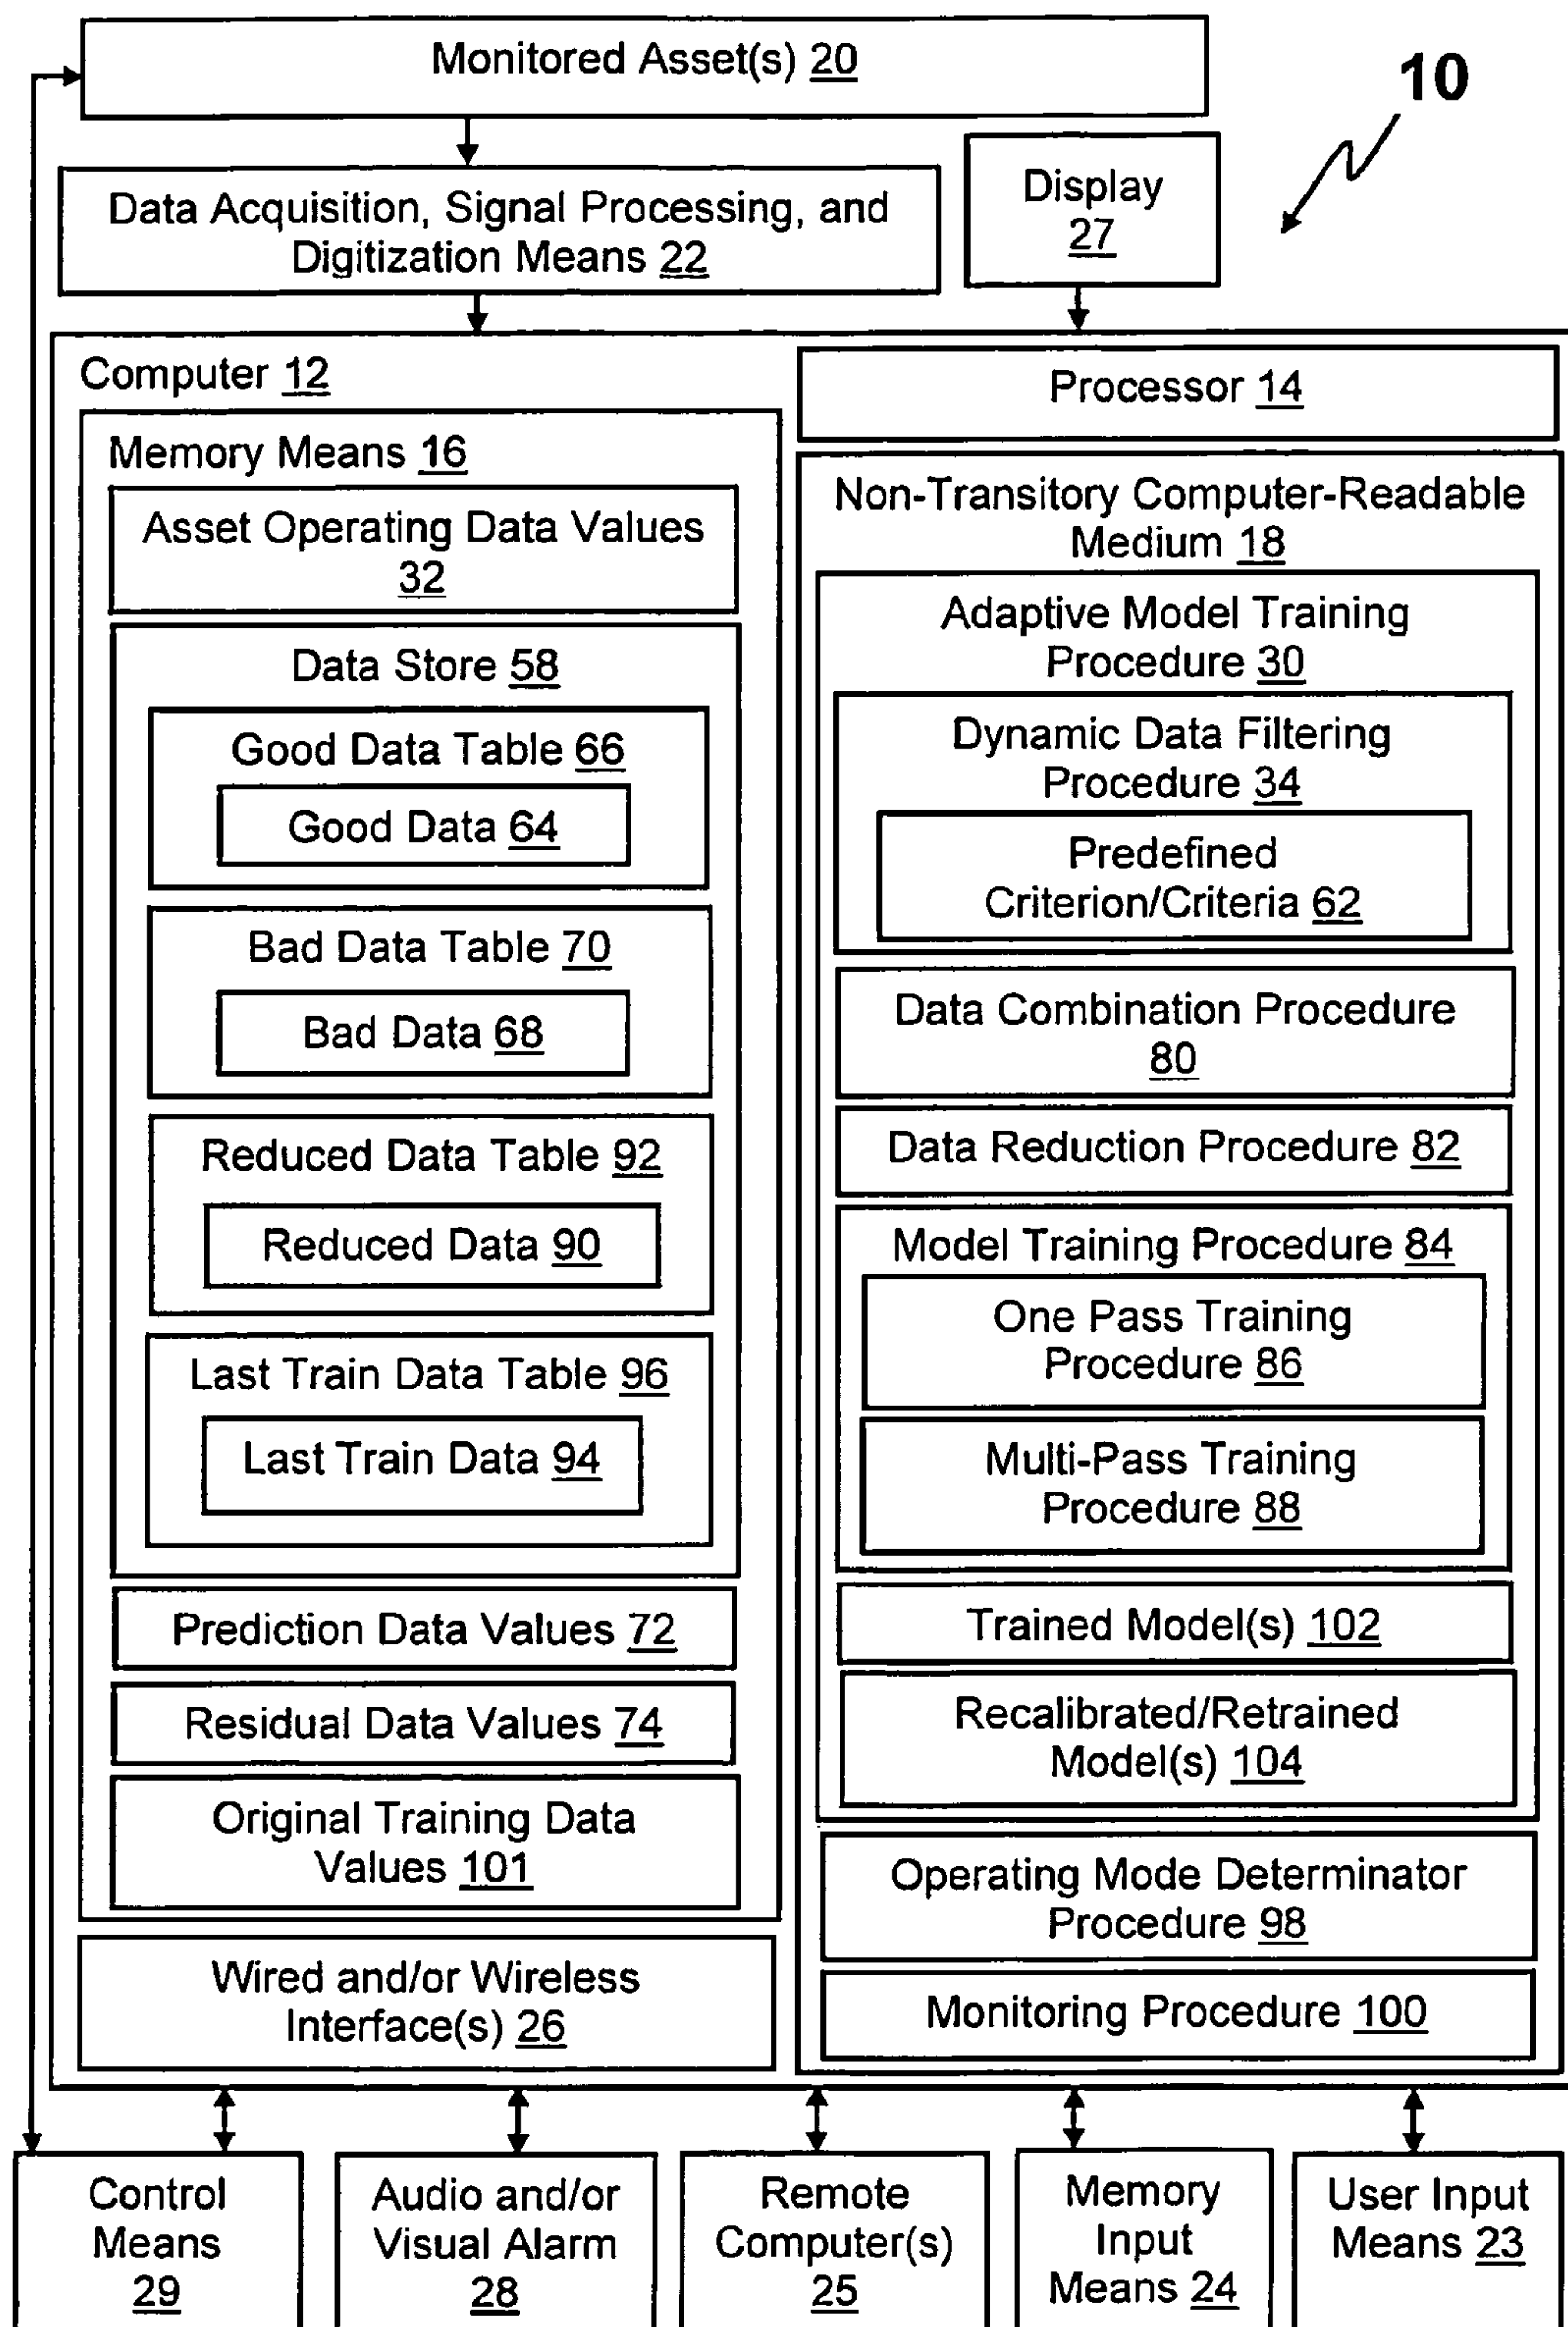 Monitored Asset(s) 20
10
Data Acquisition, Signal Processing, and
Digitization Means 22
Display
27
Computer 12
Memory Means 16
Asset Operating Data Values
32
Data Store 58
Good Data Table 66
Good Data 64
Bad Data Table 70
Bad Data 68
Reduced Data Table 92
Reduced Data 90
Last Train Data Table 96
Last Train Data 94
Prediction Data Values 72
Residual Data Values 74
Original Training Data
Values 101
Wired and/or Wireless
Interface(s) 26
Processor 14
Non-Transitory Computer-Readable
Medium 18
Adaptive Model Training
Procedure 30
Dynamic Data Filtering
Procedure 34
Predefined
Criterion/Criteria 62
Data Combination Procedure
80
Data Reduction Procedure 82
Model Training Procedure 84
One Pass Training
Procedure 86
Multi-Pass Training
Procedure 88
Trained Model(s) 102
Recalibrated/Retrained
Model(s) 104
Operating Mode Determinator
Procedure 98
Monitoring Procedure 100
Control
Means
29
Audio and/or
Visual Alarm
28
Remote
Computer(s)
25
Memory
Input
Means 24
User Input
Means 23